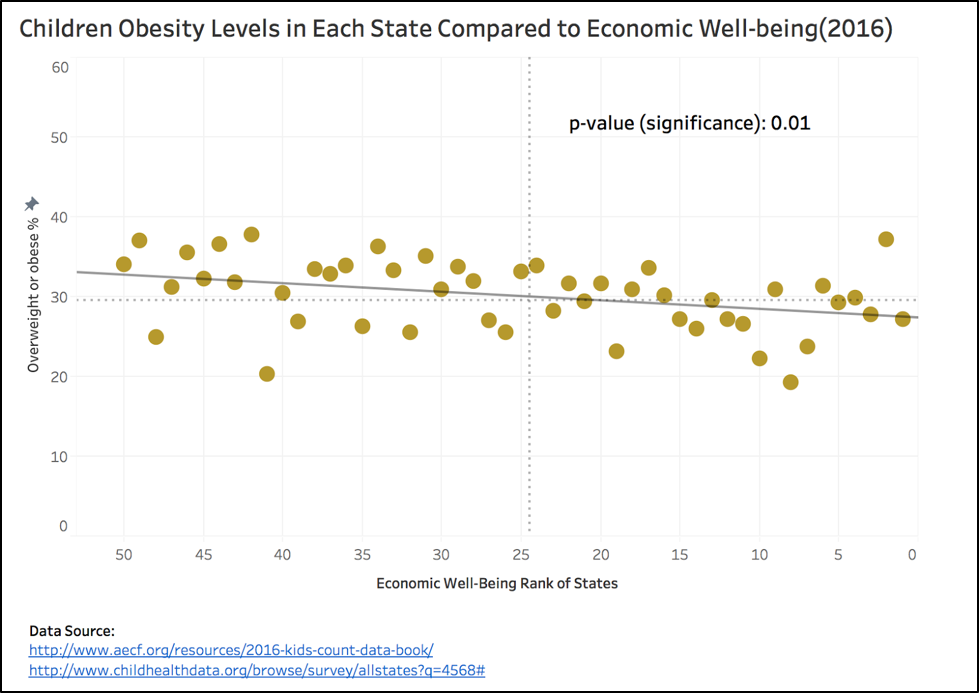 Children Obesity Levels in Each State Compared to Economic Well-being(2016)
60
p-value (significance): 0.01
50
40
Overweight or obese %
30
20
10
0
50 45 40 35 30 25 20 15 10 5 0
Economic Well-Being Rank of States
Data Source:
http://www.aecf.org/resources/2016-kids-count-data-book/
http://www.childhealthdata.org/browse/survey/allstates?q=4568#